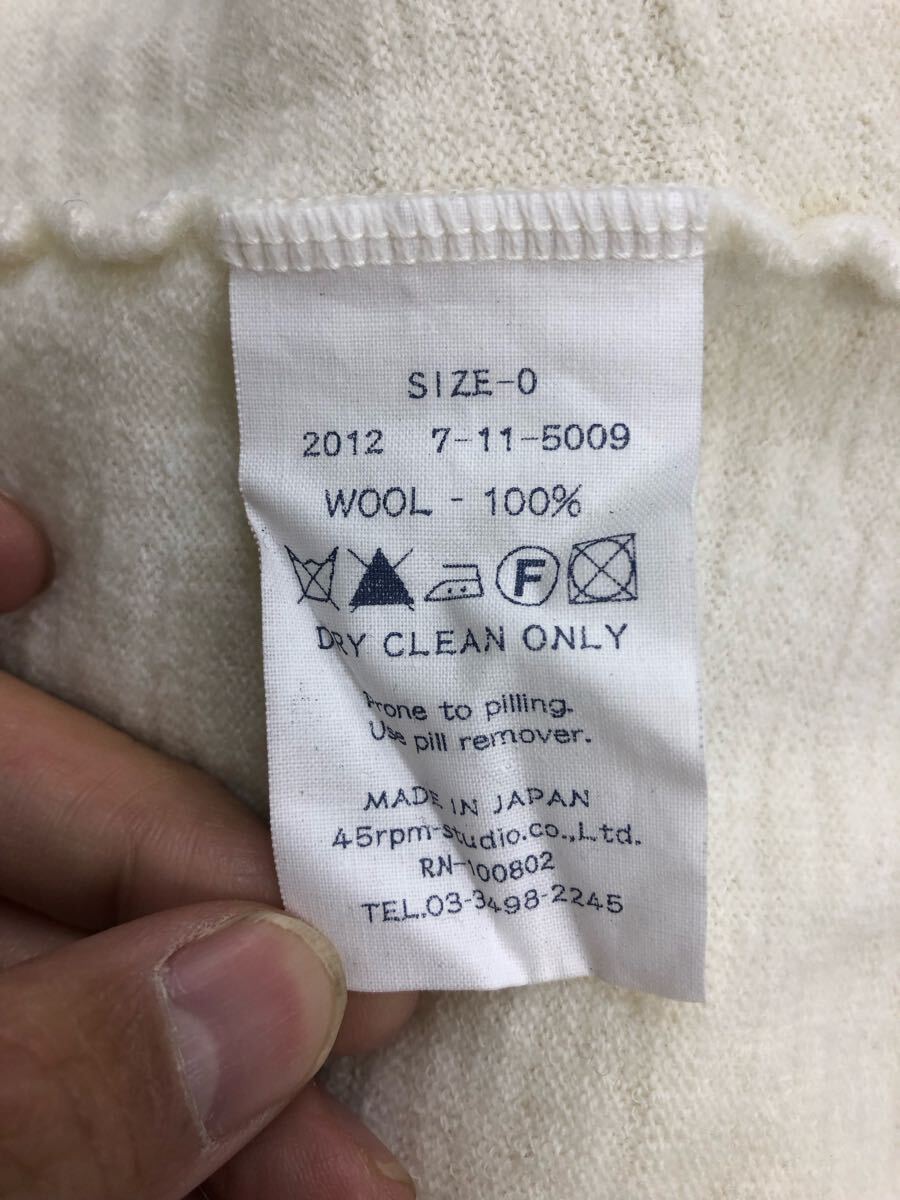 SIZE-0
2012 7-11-5009
WOOL - 100%
F
DRY CLEAN ONLY
Prone to pilling.
Use pill remover.
MADE IN JAPAN
45rpm-studio.co.,Ltd.
RN-100802
TEL.03-3498-2245